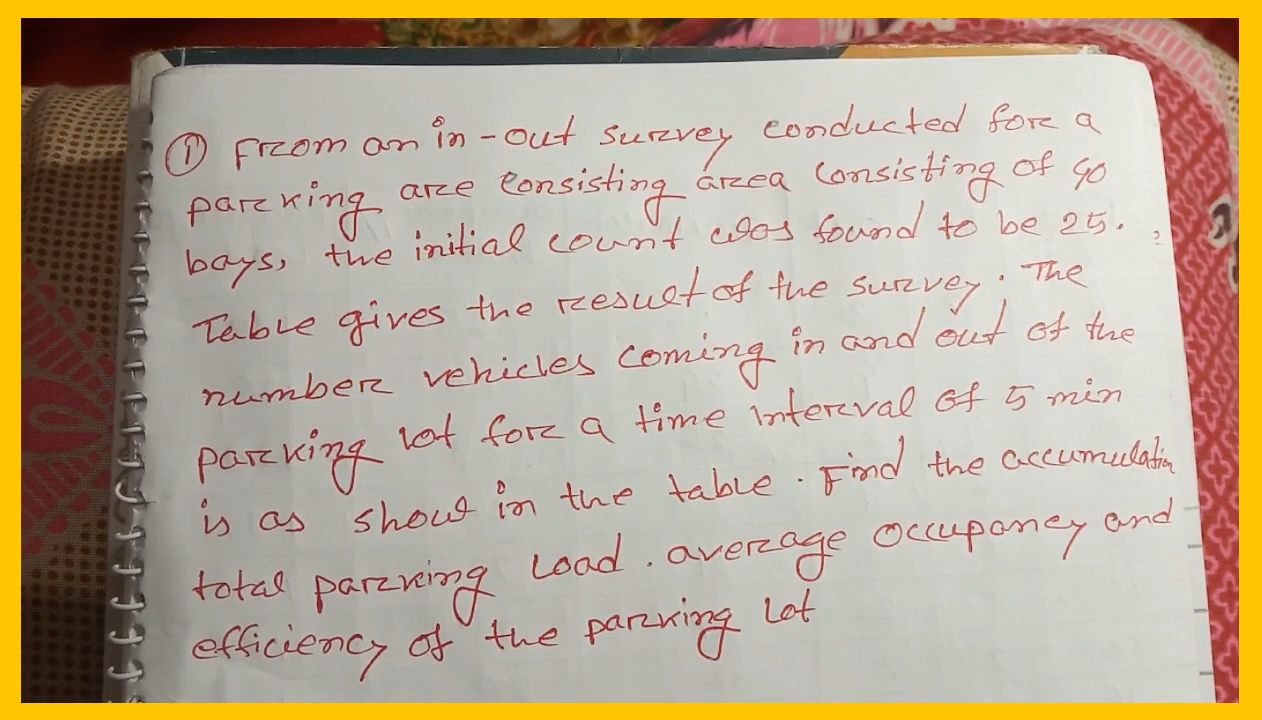 ① From an in-out survey conducted for a
parking are consisting area consisting of 40
bays, the initial count was found to be 25.
Table gives the result of the survey. The
number vehicles coming in and out of the
parking lot for a time interval of 5 min
is as show in the table. Find the accumulation
total parking load. average occupancy and
efficiency of the parking lot